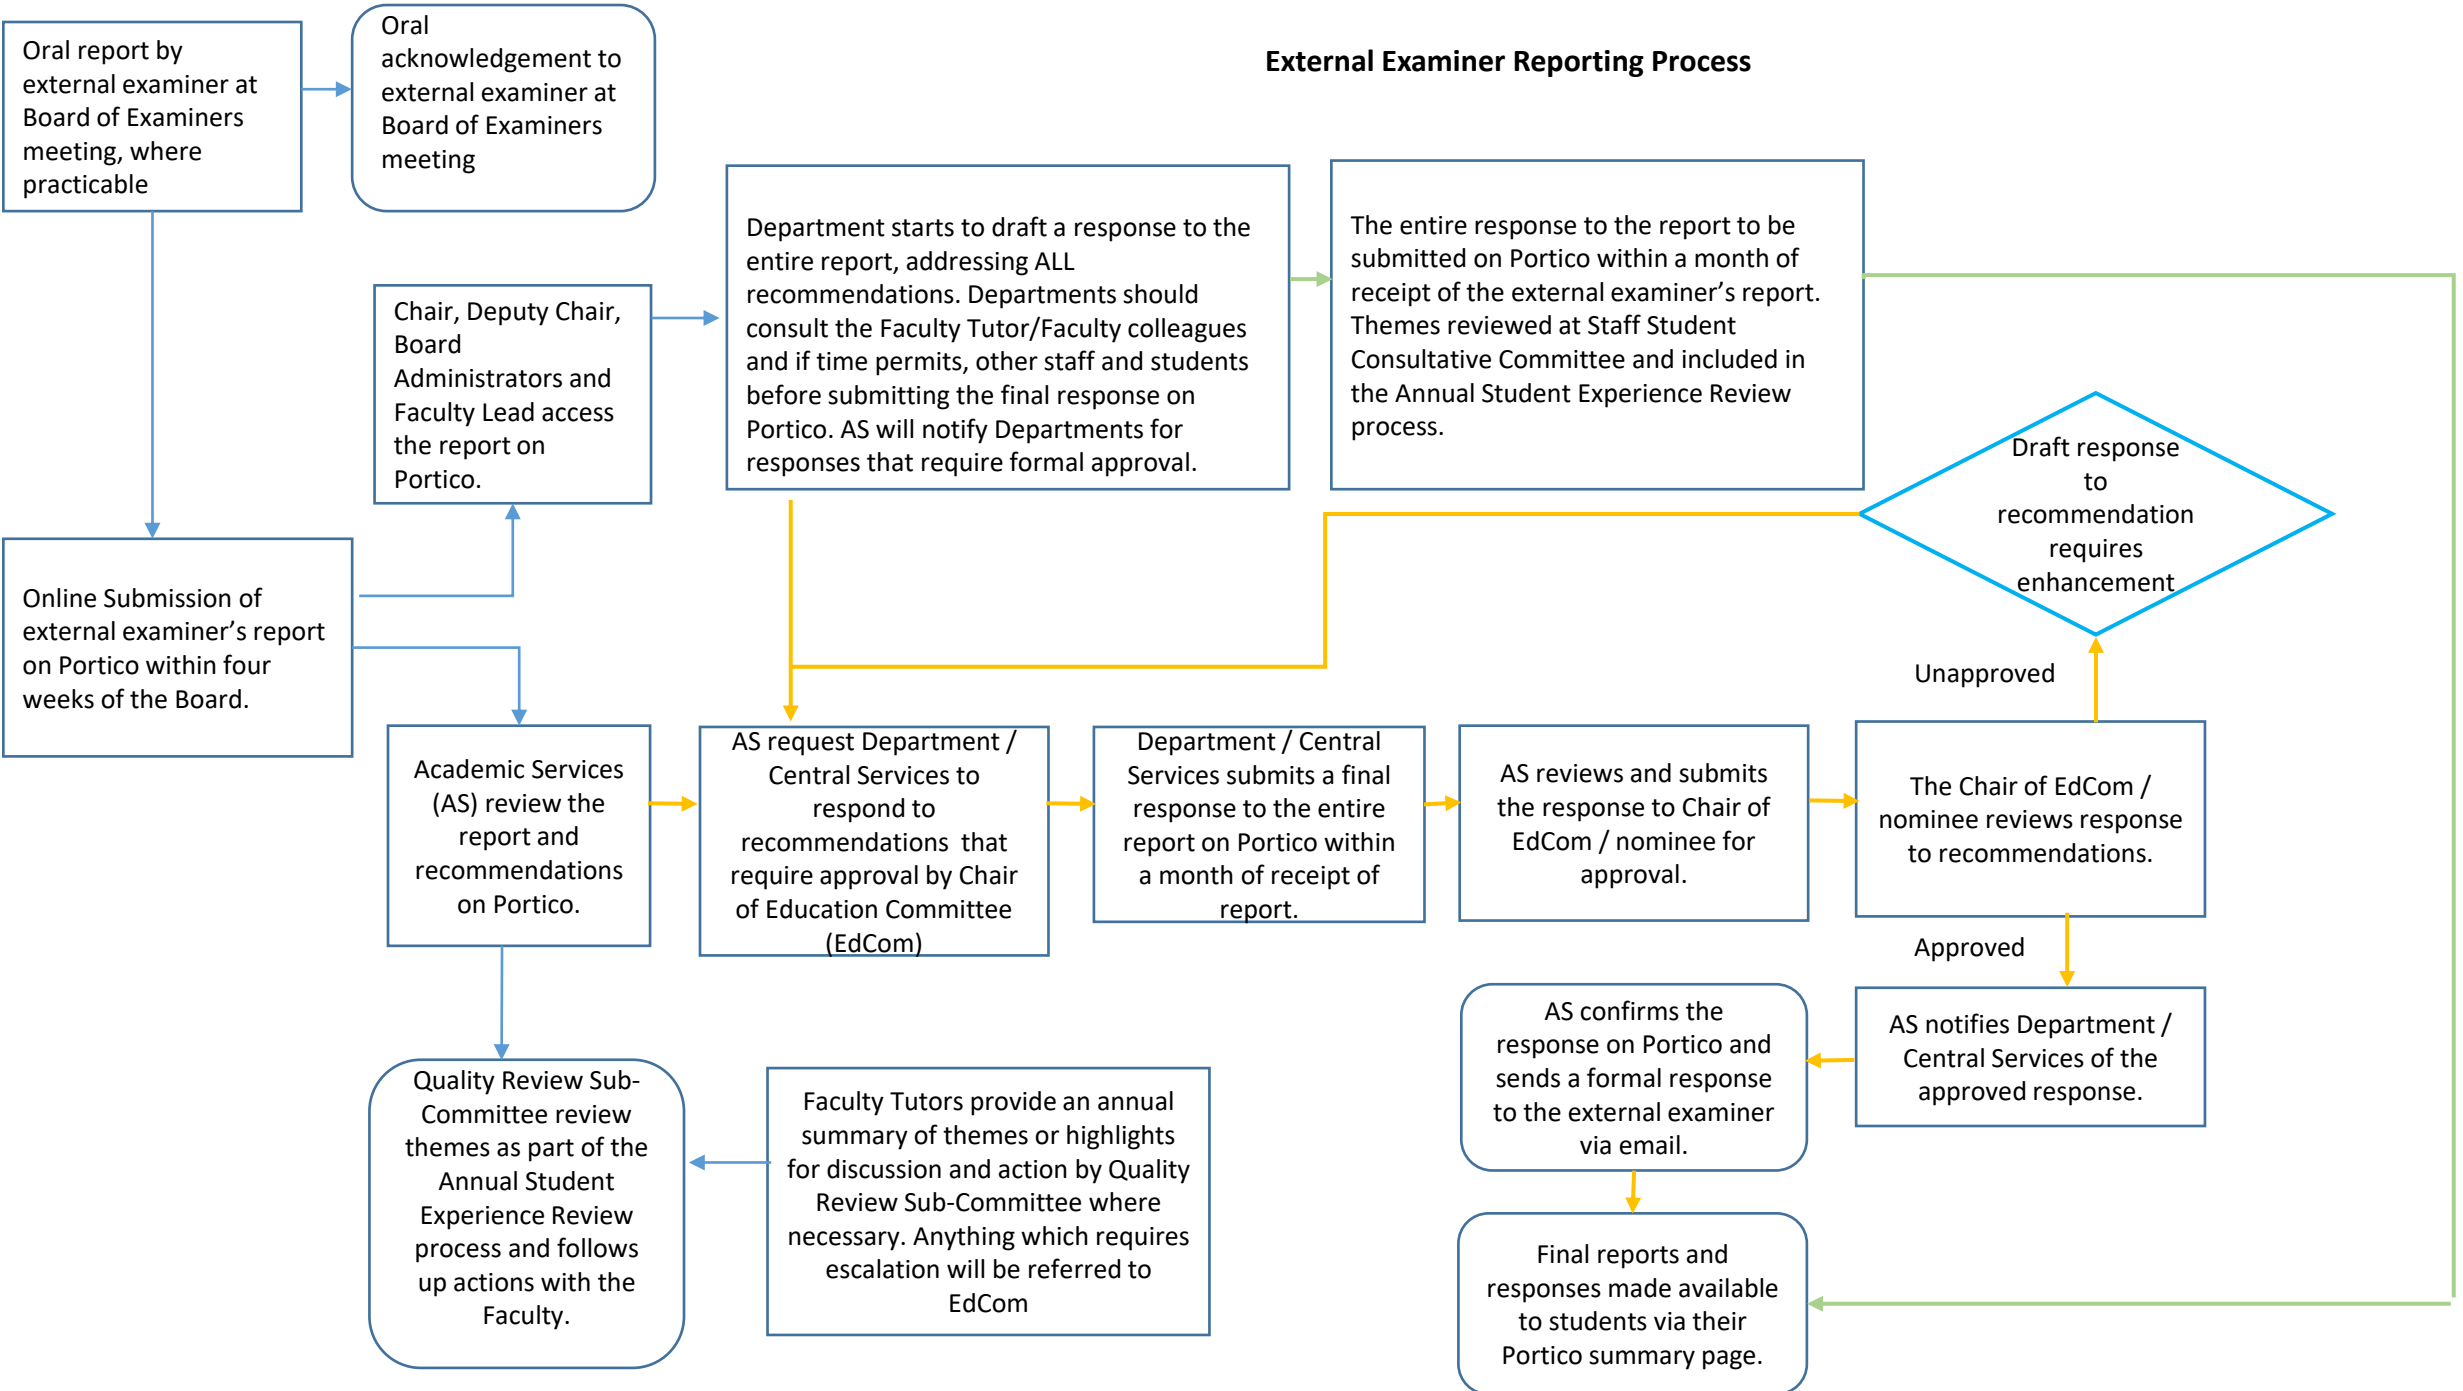 External Examiner Reporting Process
Oral report by
external examiner at
Board of Examiners
meeting, where
practicable
Oral
acknowledgement to
external examiner at
Board of Examiners
meeting
Chair, Deputy Chair,
Board
Administrators and
Faculty Lead access
the report on
Portico.
Department starts to draft a response to the
entire report, addressing ALL
recommendations. Departments should
consult the Faculty Tutor/Faculty colleagues
and if time permits, other staff and students
before submitting the final response on
Portico. AS will notify Departments for
responses that require formal approval.
The entire response to the report to be
submitted on Portico within a month of
receipt of the external examiner’s report.
Themes reviewed at Staff Student
Consultative Committee and included in
the Annual Student Experience Review
process.
Draft response
to
recommendation
requires
enhancement
Online Submission of
external examiner’s report
on Portico within four
weeks of the Board.
Unapproved
Academic Services
(AS) review the
report and
recommendations
on Portico.
AS request Department /
Central Services to
respond to
recommendations that
require approval by Chair
of Education Committee
(EdCom)
Department / Central
Services submits a final
response to the entire
report on Portico within
a month of receipt of
report.
AS reviews and submits
the response to Chair of
EdCom / nominee for
approval.
The Chair of EdCom /
nominee reviews response
to recommendations.
Approved
AS confirms the
response on Portico and
sends a formal response
to the external examiner
via email.
AS notifies Department /
Central Services of the
approved response.
Quality Review Sub-
Committee review
themes as part of the
Annual Student
Experience Review
process and follows
up actions with the
Faculty.
Faculty Tutors provide an annual
summary of themes or highlights
for discussion and action by Quality
Review Sub-Committee where
necessary. Anything which requires
escalation will be referred to
EdCom
Final reports and
responses made available
to students via their
Portico summary page.